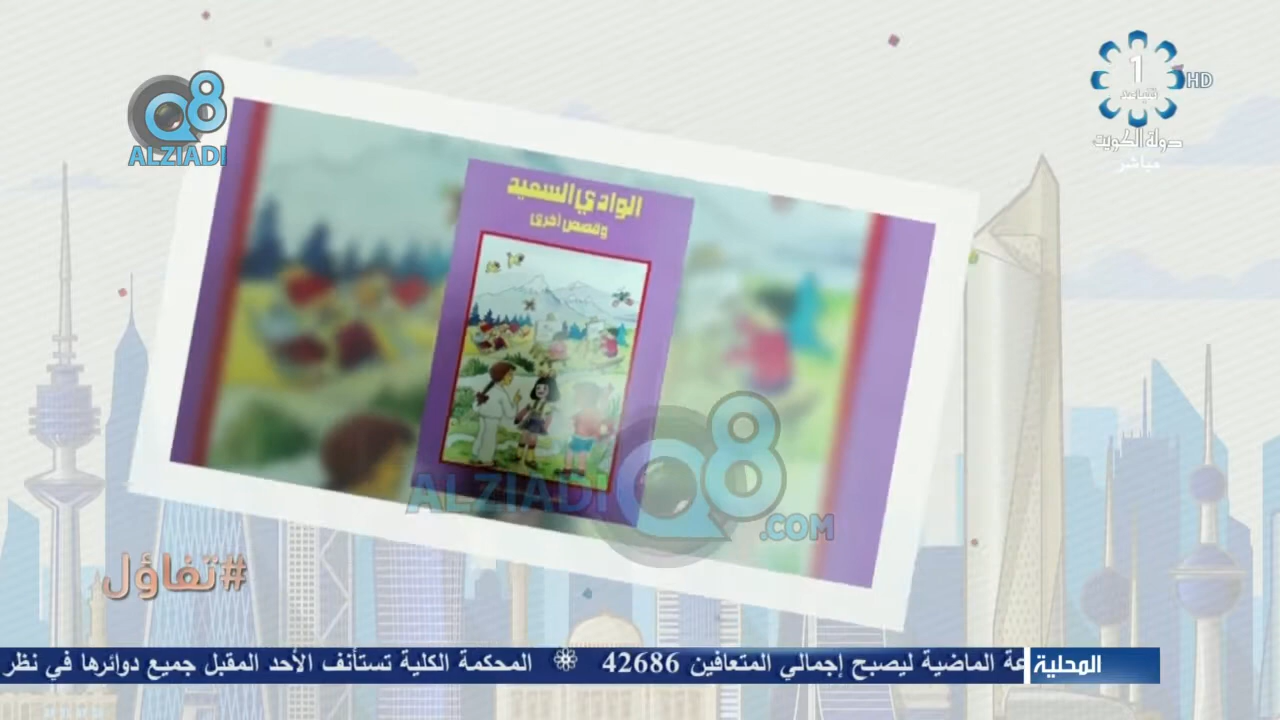 Q8
ALZIADI
1
HD
دولة الكويت
مباشر
الوادي السعيد
وقصص أخرى
ALZIADI Q8
.COM
#تفاؤل
المحلية
عة الماضية ليصبح إجمالي المتعافين 42686 المحكمة الكلية تستأنف الأحد المقبل جميع دوائرها في نظر